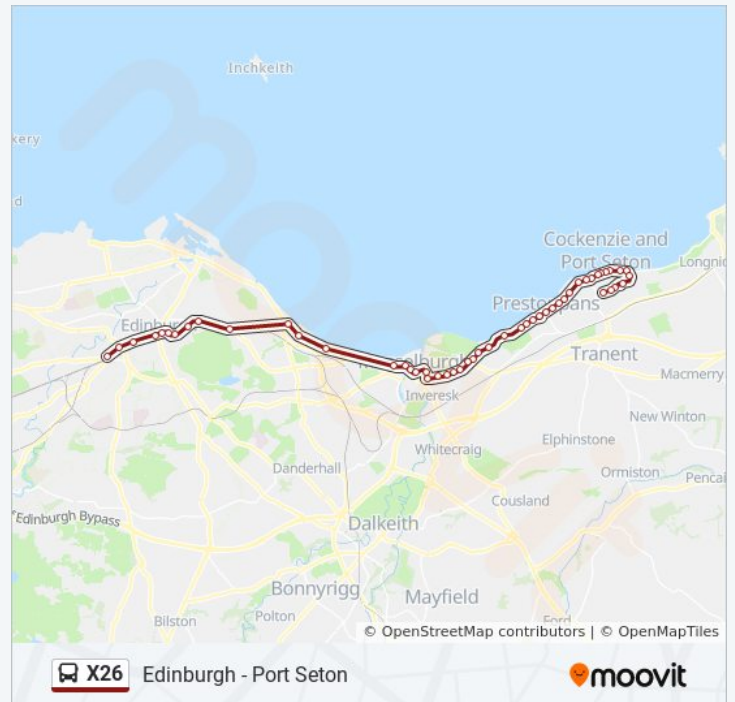 Inchkeith
kery
d
Cockenzie and
Port Seton
Longnid
Edinburgh
Prestonpans
Musselburgh
Tranent
Macmerry
Inveresk
New Winton
Whitecraig
Elphinstone
Danderhall
Ormiston
Pencai
Cousland
Edinburgh Bypass
Dalkeith
Bonnyrigg
Mayfield
Polton
Bilston
Ford
© OpenStreetMap contributors | © OpenMapTiles
X26 Edinburgh - Port Seton
moovit